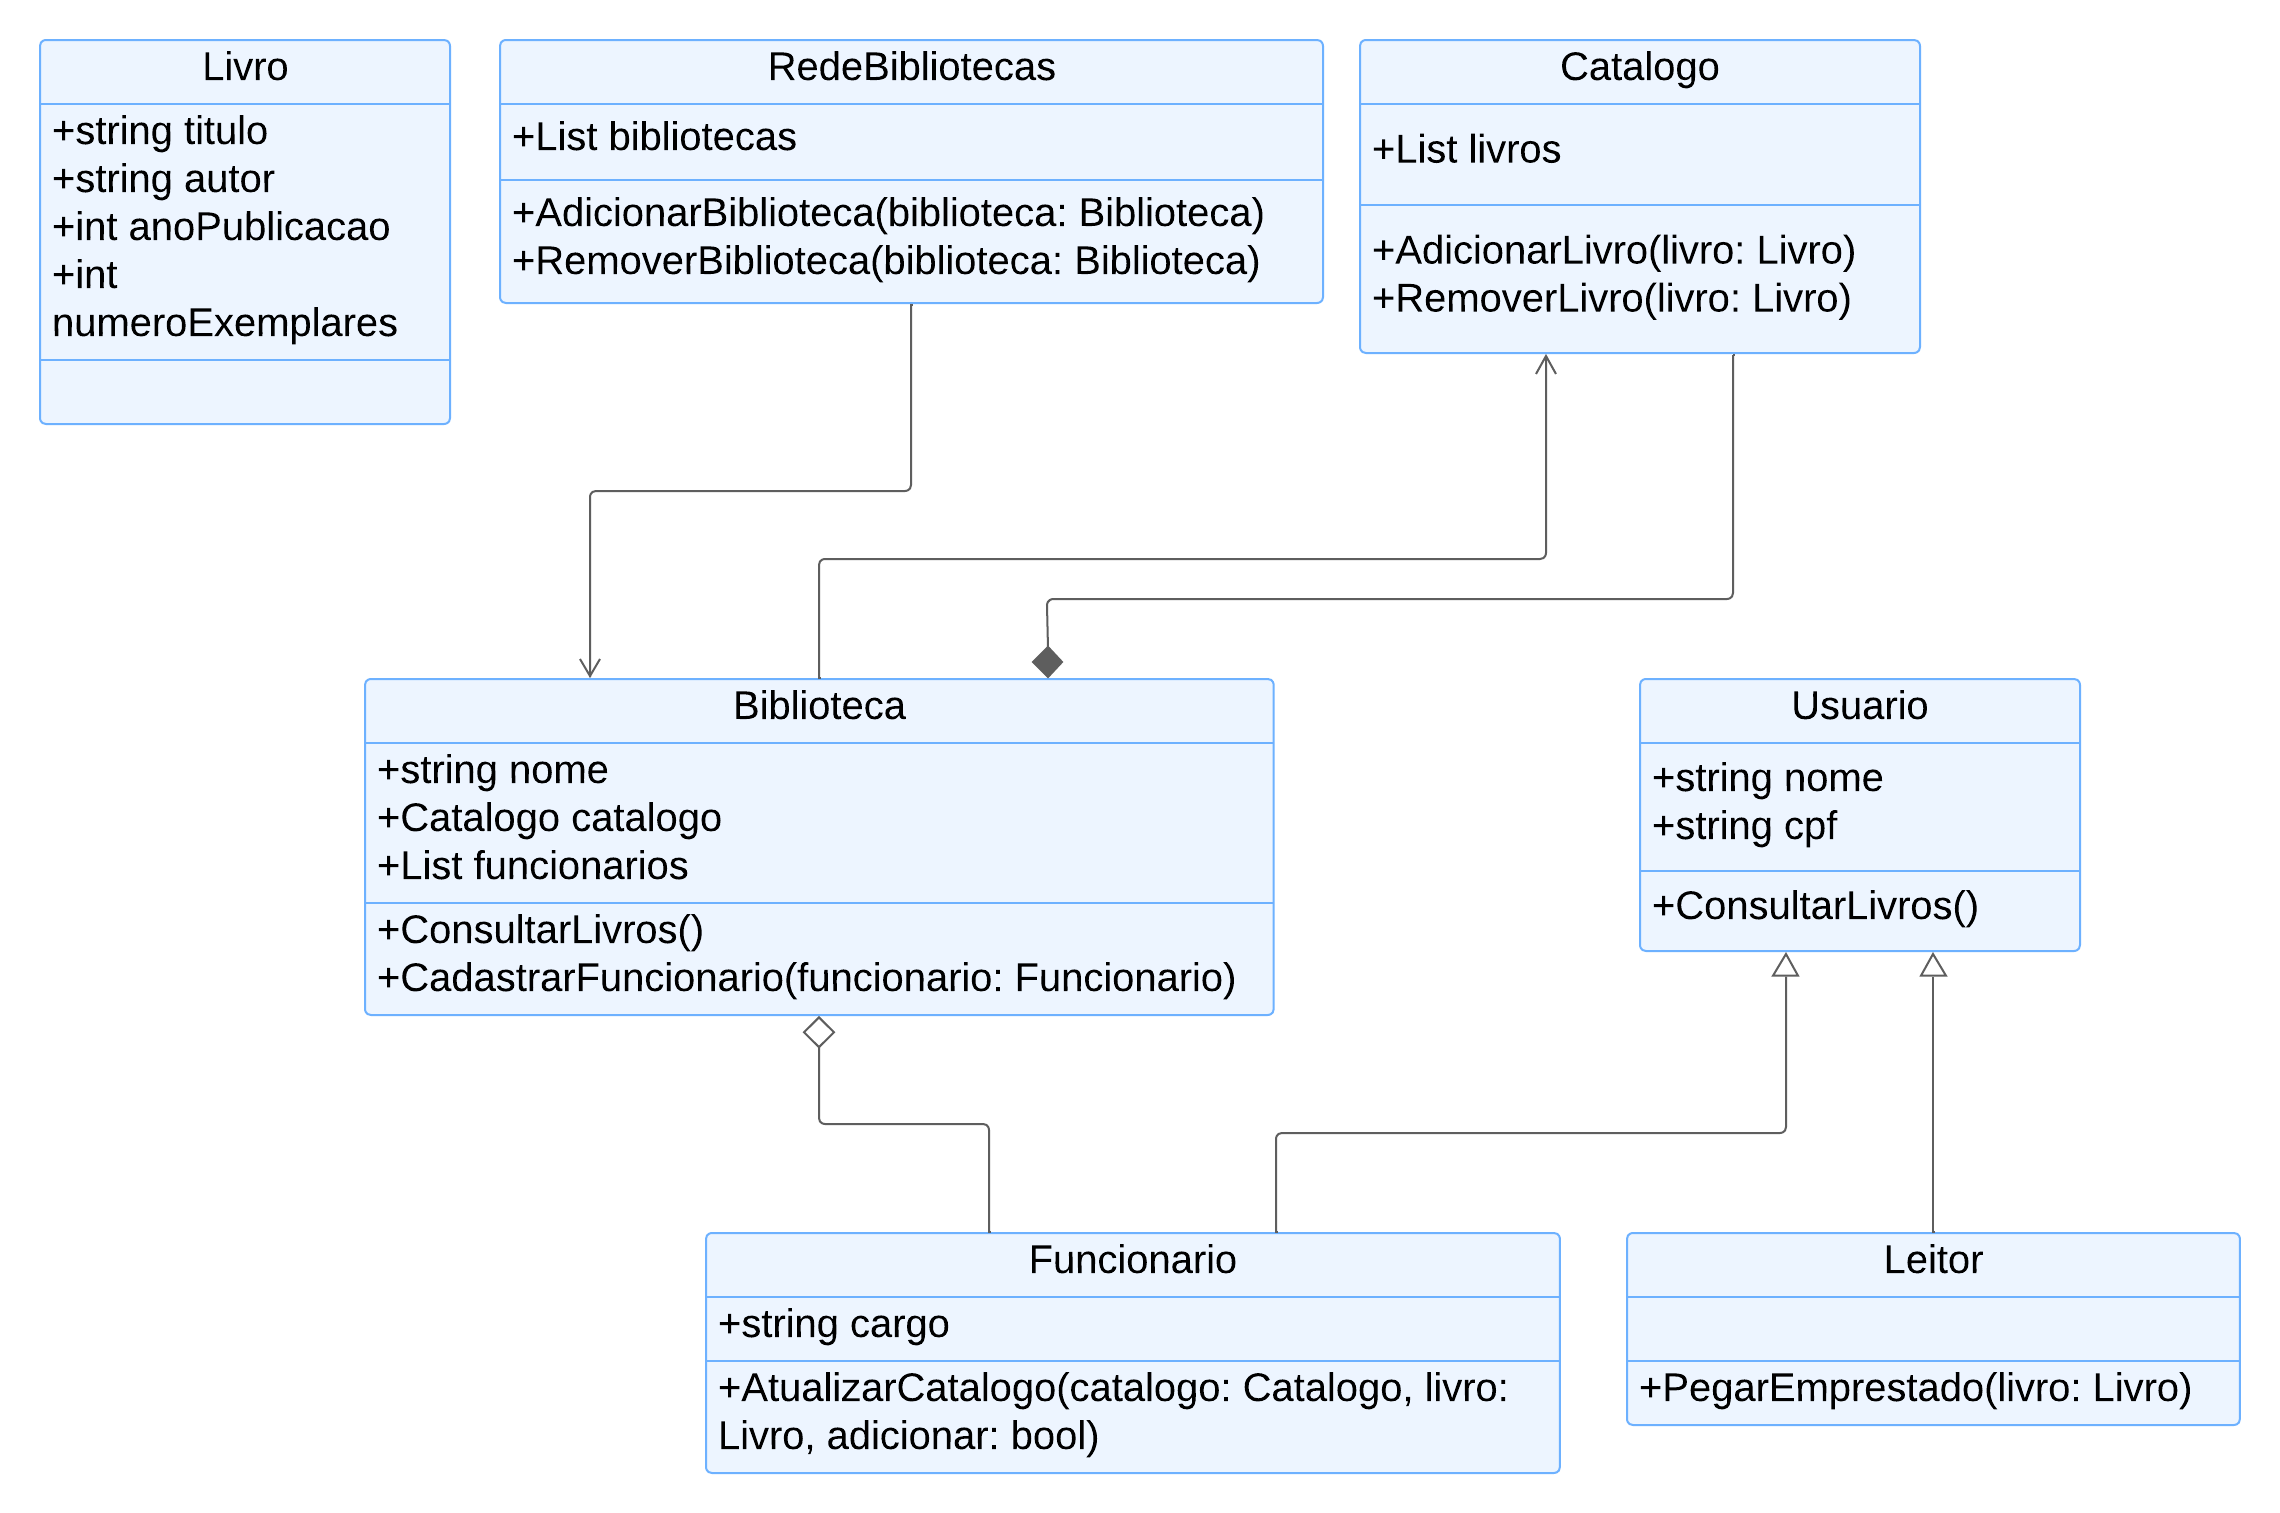 Livro
+string titulo
+string autor
+int anoPublicacao
+int
numeroExemplares
RedeBibliotecas
+List bibliotecas
+AdicionarBiblioteca(biblioteca: Biblioteca)
+RemoverBiblioteca(biblioteca: Biblioteca)
Catalogo
+List livros
+AdicionarLivro(livro: Livro)
+RemoverLivro(livro: Livro)
Biblioteca
+string nome
+Catalogo catalogo
+List funcionarios
+ConsultarLivros()
+CadastrarFuncionario(funcionario: Funcionario)
Usuario
+string nome
+string cpf
+ConsultarLivros()
Funcionario
+string cargo
+AtualizarCatalogo(catalogo: Catalogo, livro:
Livro, adicionar: bool)
Leitor
+PegarEmprestado(livro: Livro)